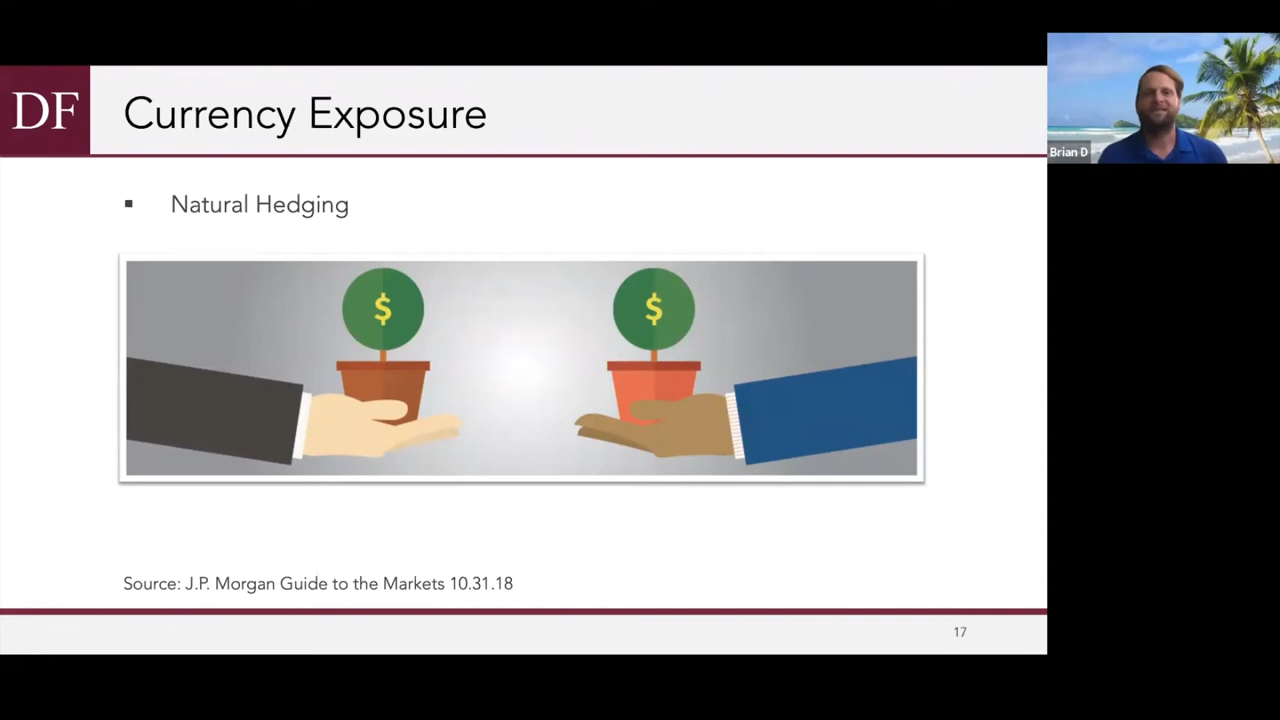 DF
Currency Exposure
Brian D
▪ Natural Hedging
$
$
Source: J.P. Morgan Guide to the Markets 10.31.18
17